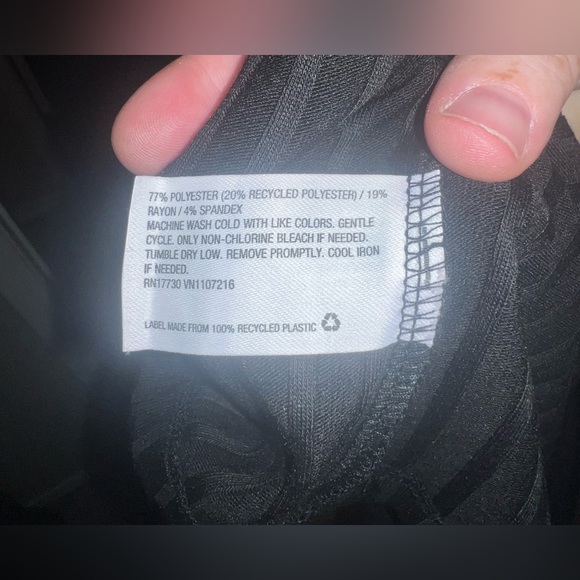 77% POLYESTER (20% RECYCLED POLYESTER) / 19%
RAYON / 4% SPANDEX
MACHINE WASH COLD WITH LIKE COLORS. GENTLE
CYCLE. ONLY NON-CHLORINE BLEACH IF NEEDED.
TUMBLE DRY LOW. REMOVE PROMPTLY. COOL IRON
IF NEEDED.
RN17730 VN1107216
LABEL MADE FROM 100% RECYCLED PLASTIC